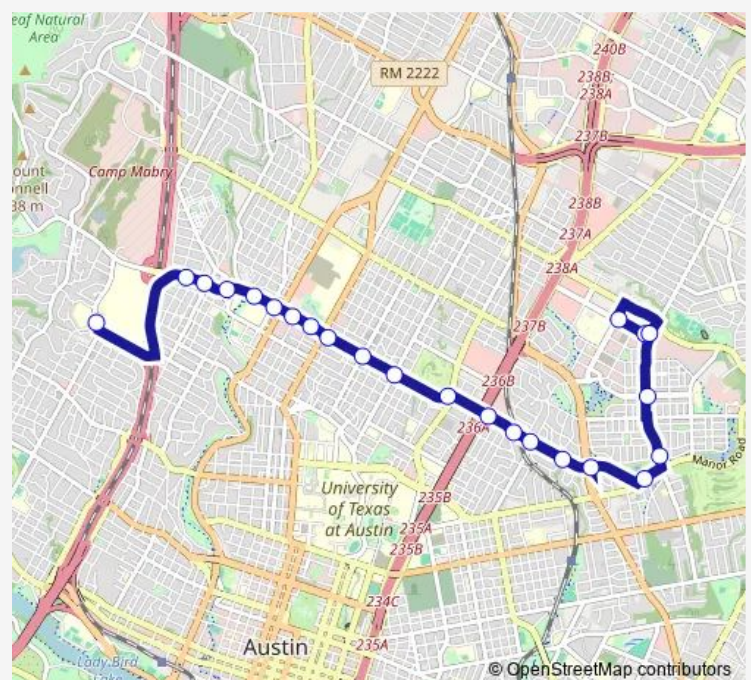 eaf Natural
Area
240B
238B;
238A
RM 2222
237B
Camp Mabry
ount
nnell
38 m
238B
237A
238A
237B
236B
236A
Manor Road
University
of Texas
at Austin
235B
235A
235B
234C
Austin
235A
Lady Bird
Lake
© OpenStreetMap contributors